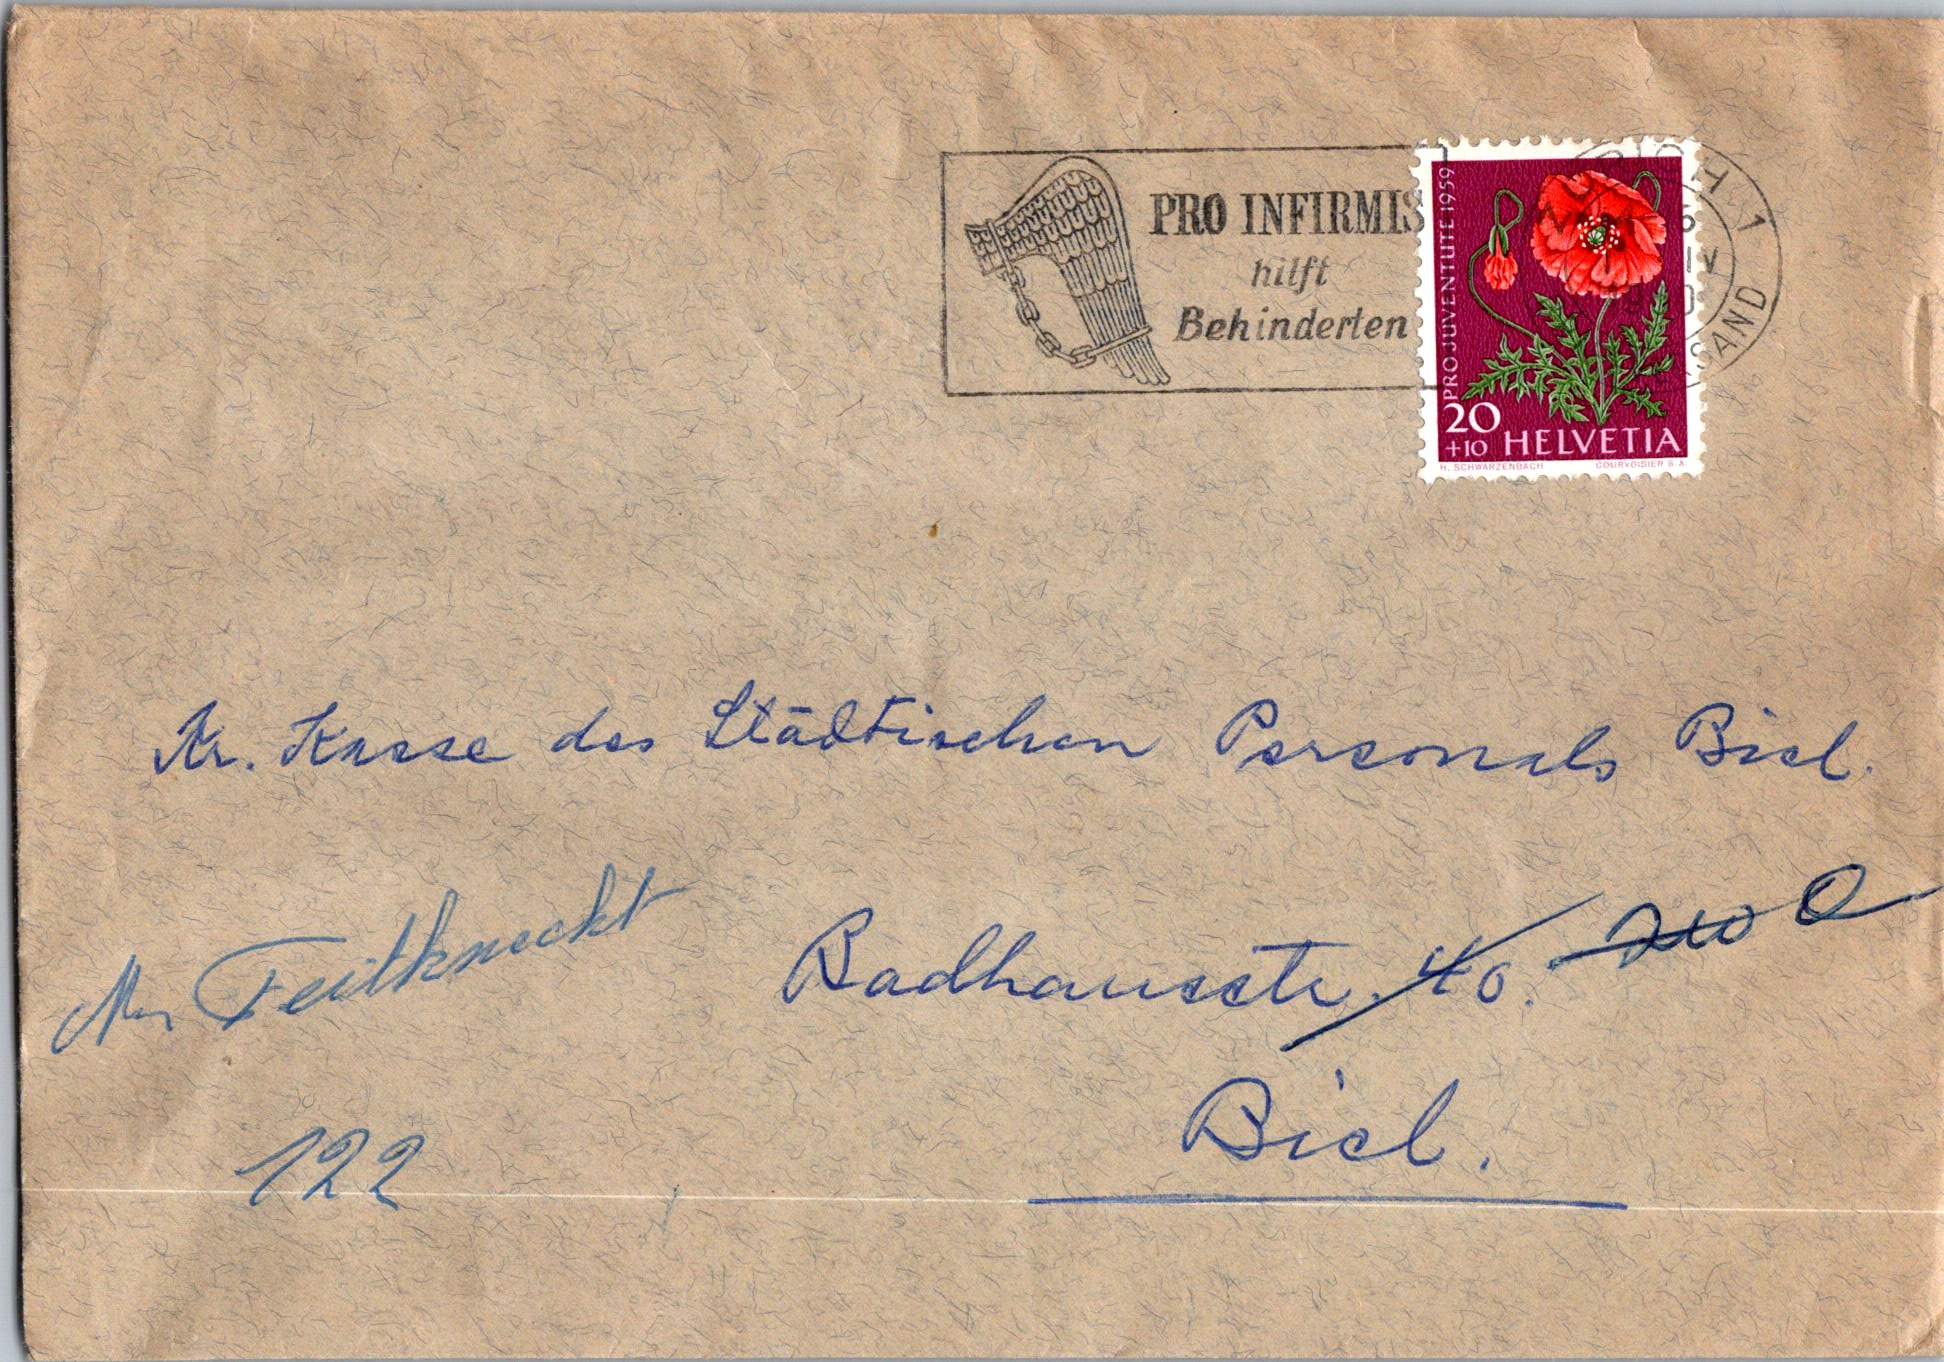 PRO INFIRMIS
hilft
Behinderten
PRO JUVENTUTE 1959
20
+10 HELVETIA
H. SCHWARZENBACH COURVOISIER S.A
Kr. Kasse des Städtischen Personals Biel.
Feitknecht
Badhausstr. 40.
Biel.
122